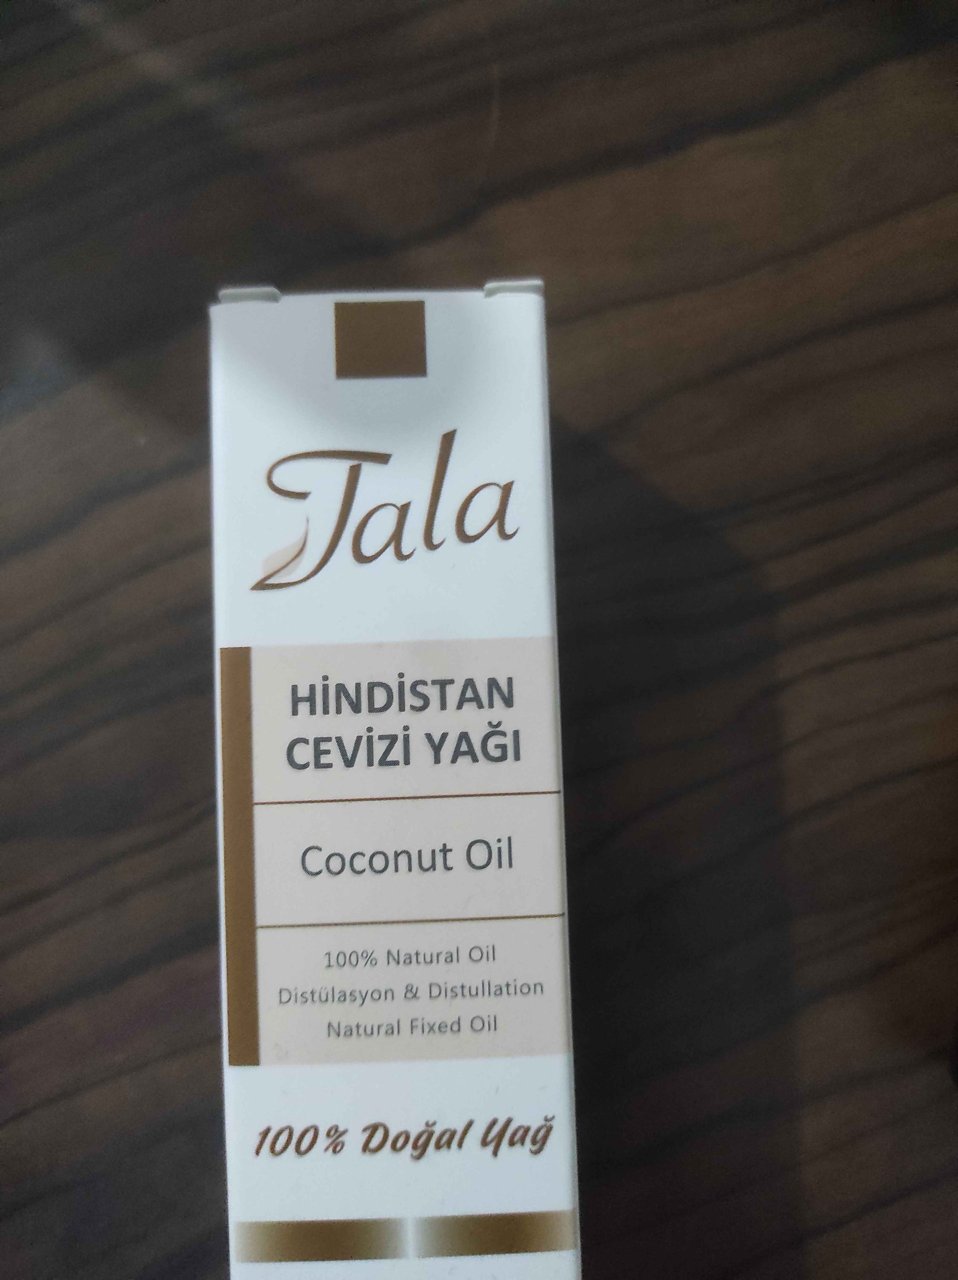 Tala
HİNDİSTAN
CEVİZİ YAĞI
Coconut Oil
100% Natural Oil
Distülasyon & Distullation
Natural Fixed Oil
100% Doğal Yağ